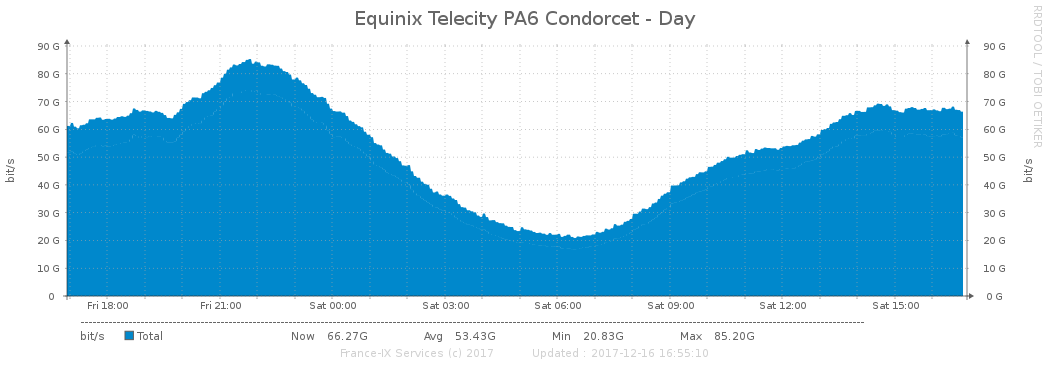 Equinix Telecity PA6 Condorcet - Day
RRDTOOL / TOBI OETIKER
90 G 90 G
80 G 80 G
70 G 70 G
60 G 60 G
50 G 50 G
40 G 40 G
30 G 30 G
20 G 20 G
10 G 10 G
0 0 G
bit/s
bit/s
Fri 18:00 Fri 21:00 Sat 00:00 Sat 03:00 Sat 06:00 Sat 09:00 Sat 12:00 Sat 15:00
bit/s Total Now 66.27G Avg 53.43G Min 20.83G Max 85.20G
France-IX Services (c) 2017 Updated : 2017-12-16 16:55:10